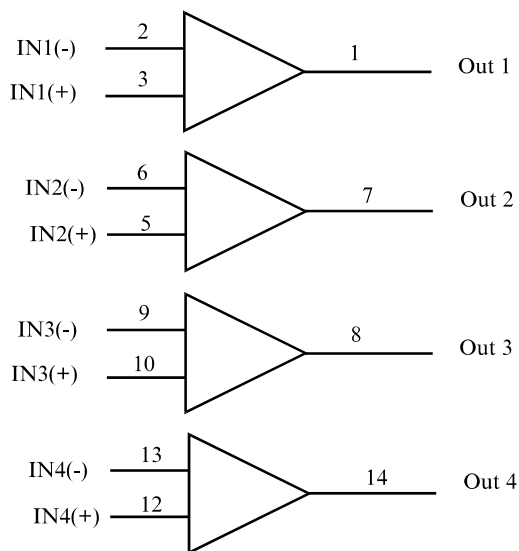 IN1(-) 2
IN1(+) 3
1 Out 1
IN2(-) 6
IN2(+) 5
7 Out 2
IN3(-) 9
IN3(+) 10
8 Out 3
IN4(-) 13
IN4(+) 12
14 Out 4